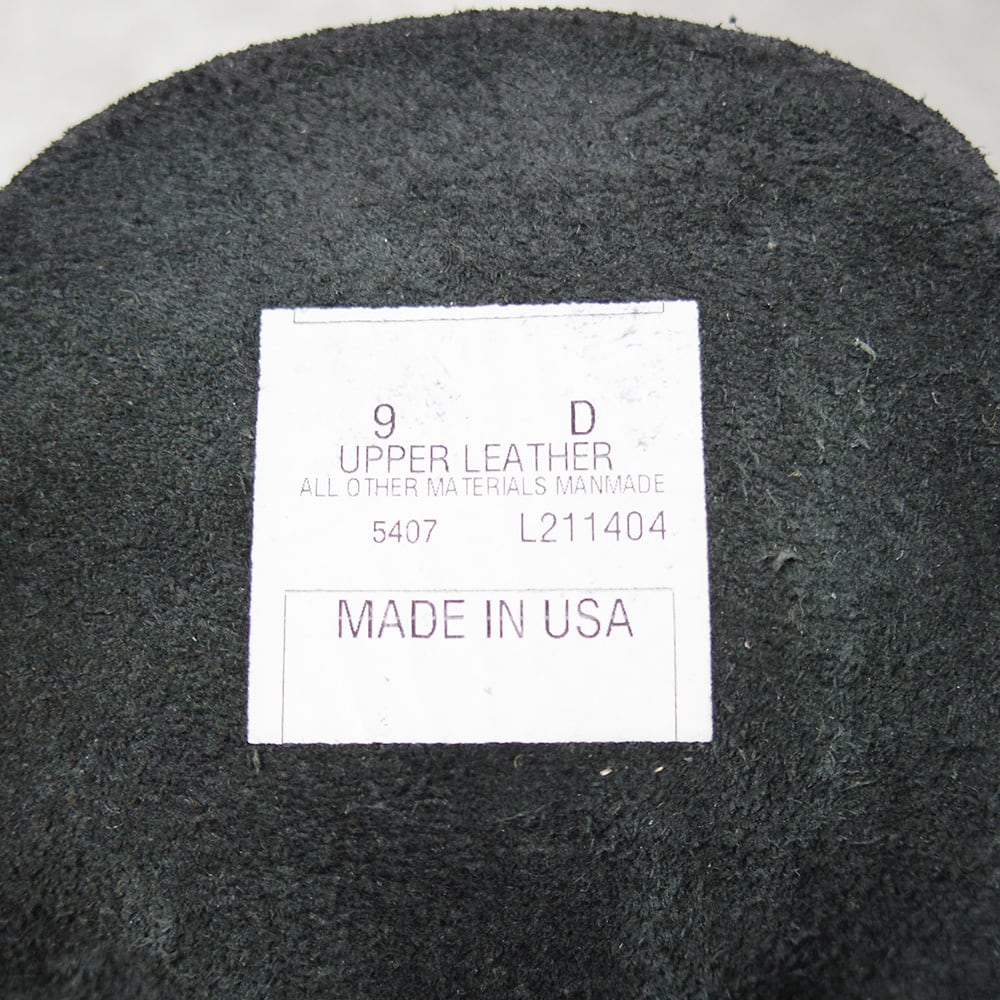 9 D
UPPER LEATHER
ALL OTHER MATERIALS MANMADE
5407 L211404
MADE IN USA